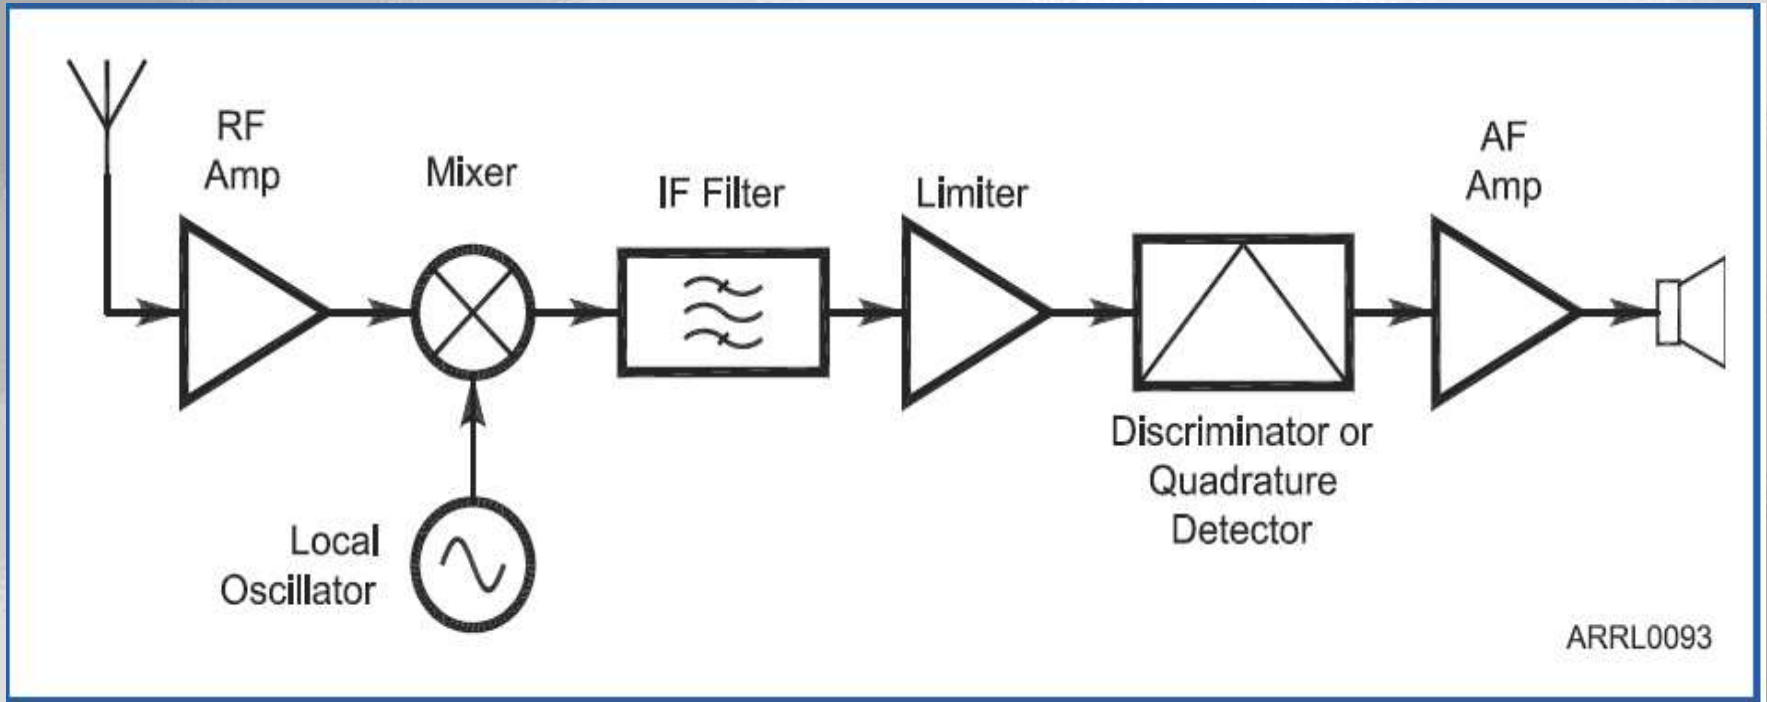 RF
Amp
Mixer
IF Filter
Limiter
AF
Amp
Discriminator or
Quadrature
Detector
Local
Oscillator
ARRL0093